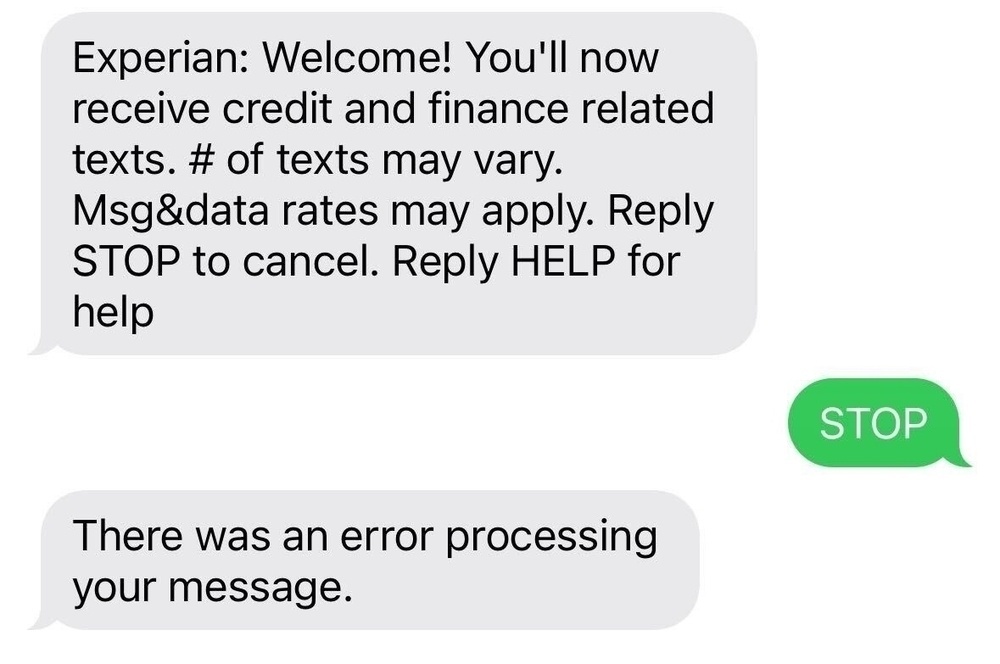 Experian: Welcome! You'll now
receive credit and finance related
texts. # of texts may vary.
Msg&data rates may apply. Reply
STOP to cancel. Reply HELP for
help
STOP
There was an error processing
your message.